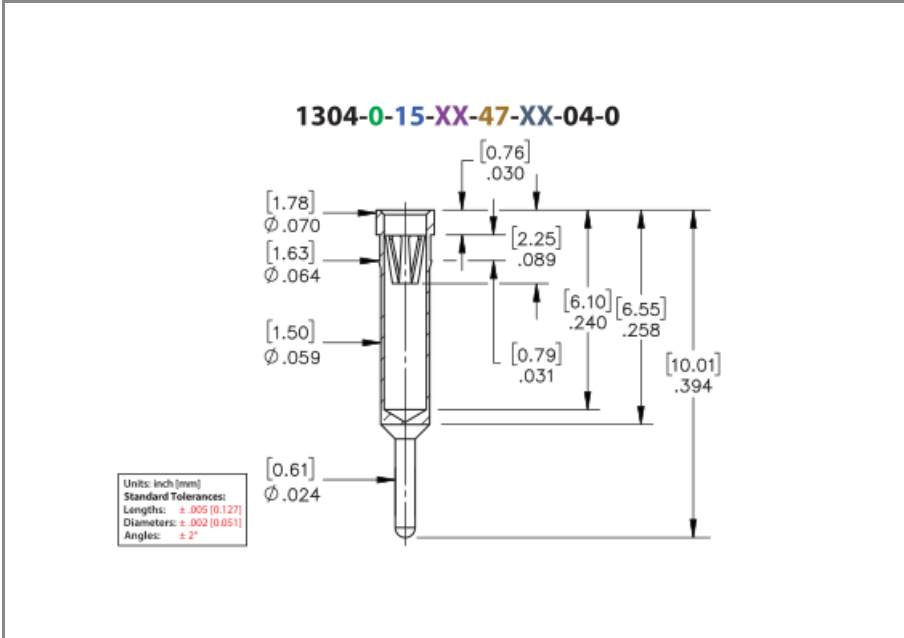 1304-0-15-XX-47-XX-04-0
[0.76]
.030
[1.78]
Ø.070
[2.25]
.089
[1.63]
Ø.064
[6.10]
.240
[6.55]
.258
[1.50]
Ø.059
[0.79]
.031
[10.01]
.394
[0.61]
Ø.024
Units: inch [mm]
Standard Tolerances:
Lengths: ± .005 [0.127]
Diameters: ± .002 [0.051]
Angles: ± 2°